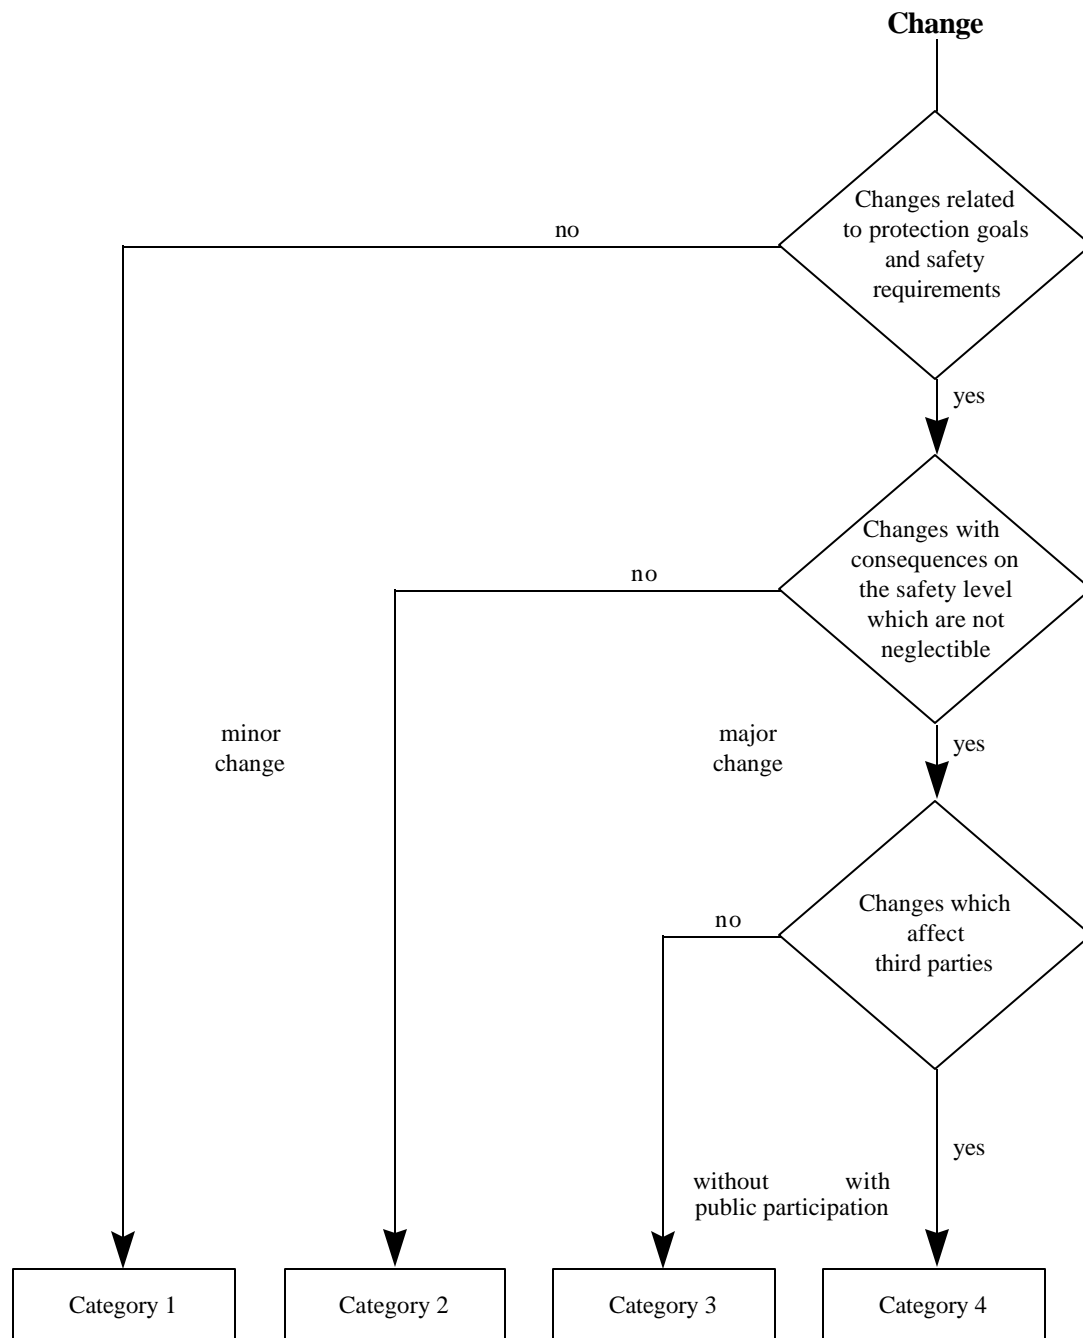 Change
Changes related
to protection goals
and safety
requirements
no
yes
Changes with
consequences on
the safety level
which are not
neglectible
no
minor
change
major
change
yes
Changes which
affect
third parties
no
yes
without with
public participation
Category 1
Category 2
Category 3
Category 4